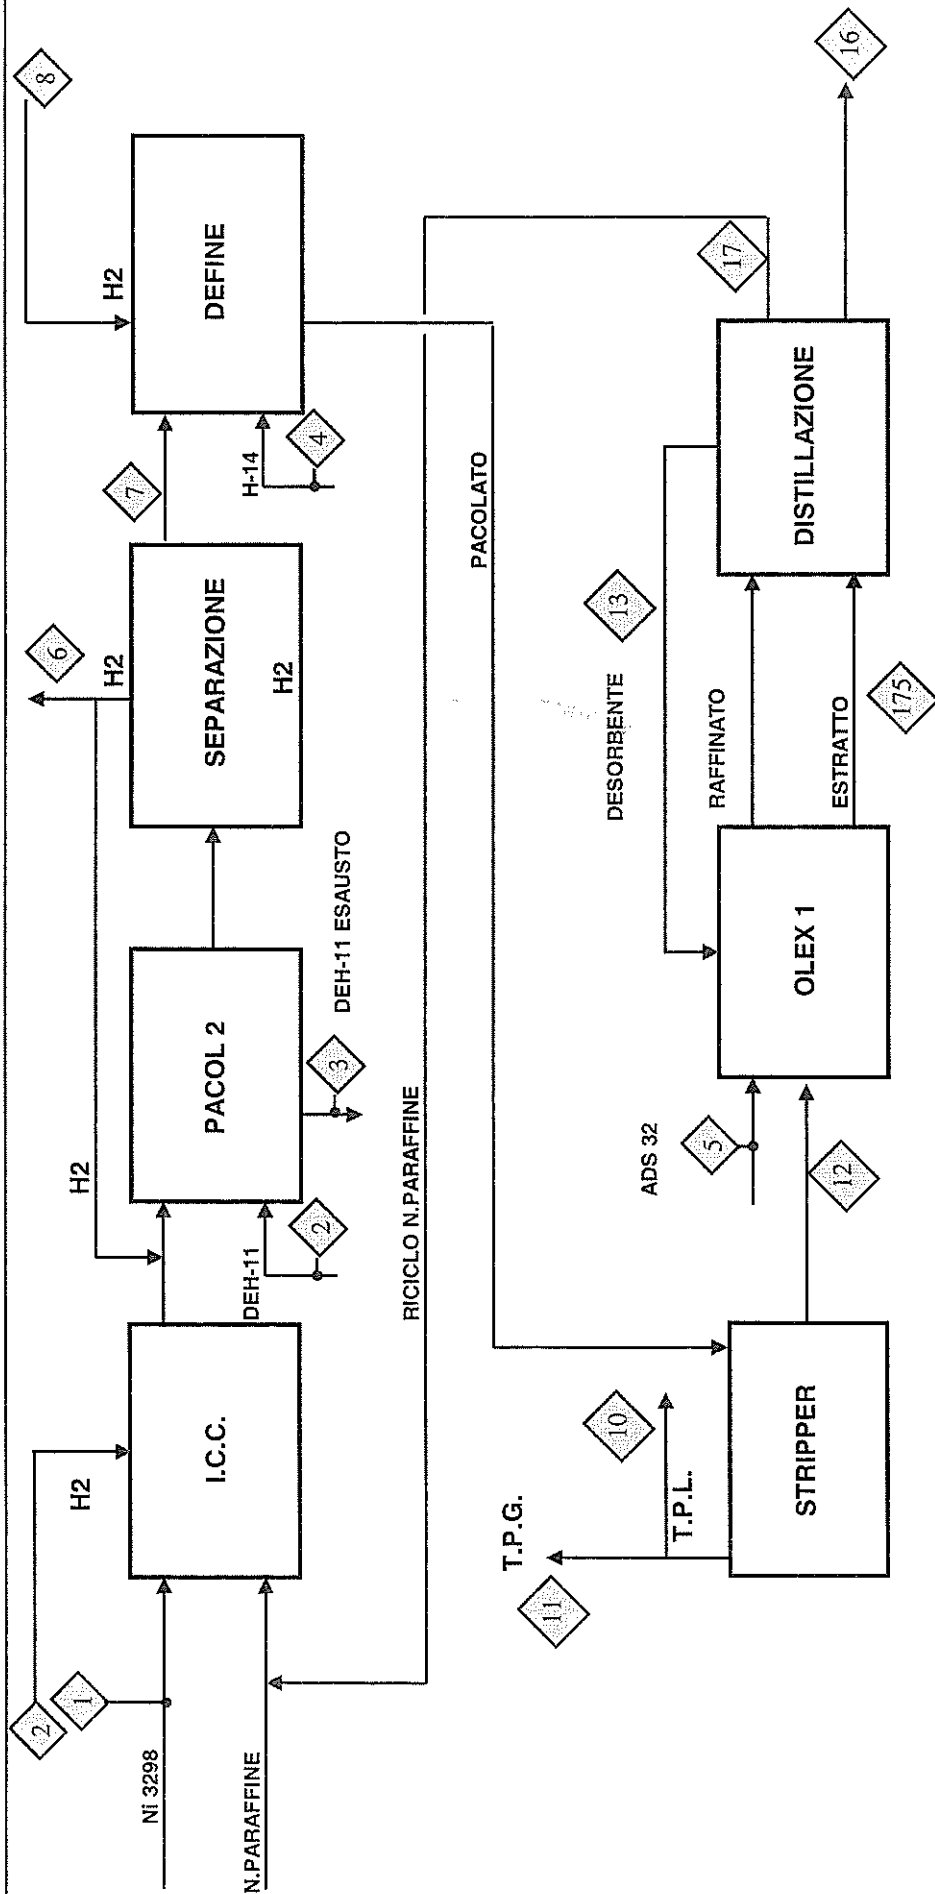 2
1
H2
Ni 3298
N.PARAFFINE
I.C.C.
H2
DEH-11
2
PACOL 2
3
DEH-11 ESAUSTO
6
H2
SEPARAZIONE
H2
7
H-14
4
8
H2
DEFINE
RICICLO N.PARAFFINE
PACOLATO
11
T.P.G.
10
T.P.L.
STRIPPER
12
ADS 32
5
OLEX 1
DESORBENTE
13
RAFFINATO
ESTRATTO
175
DISTILLAZIONE
17
16